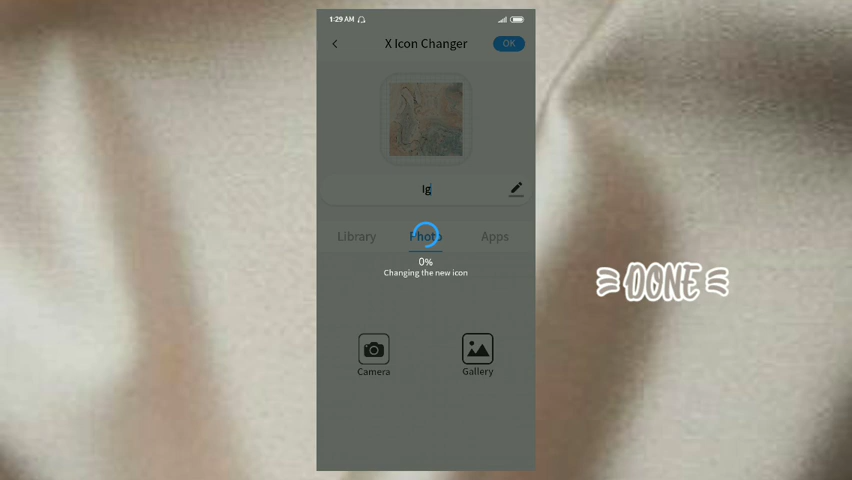 1:29 AM
X Icon Changer
OK
Ig
Library
Photo
Apps
0%
Changing the new icon
DONE
Camera
Gallery